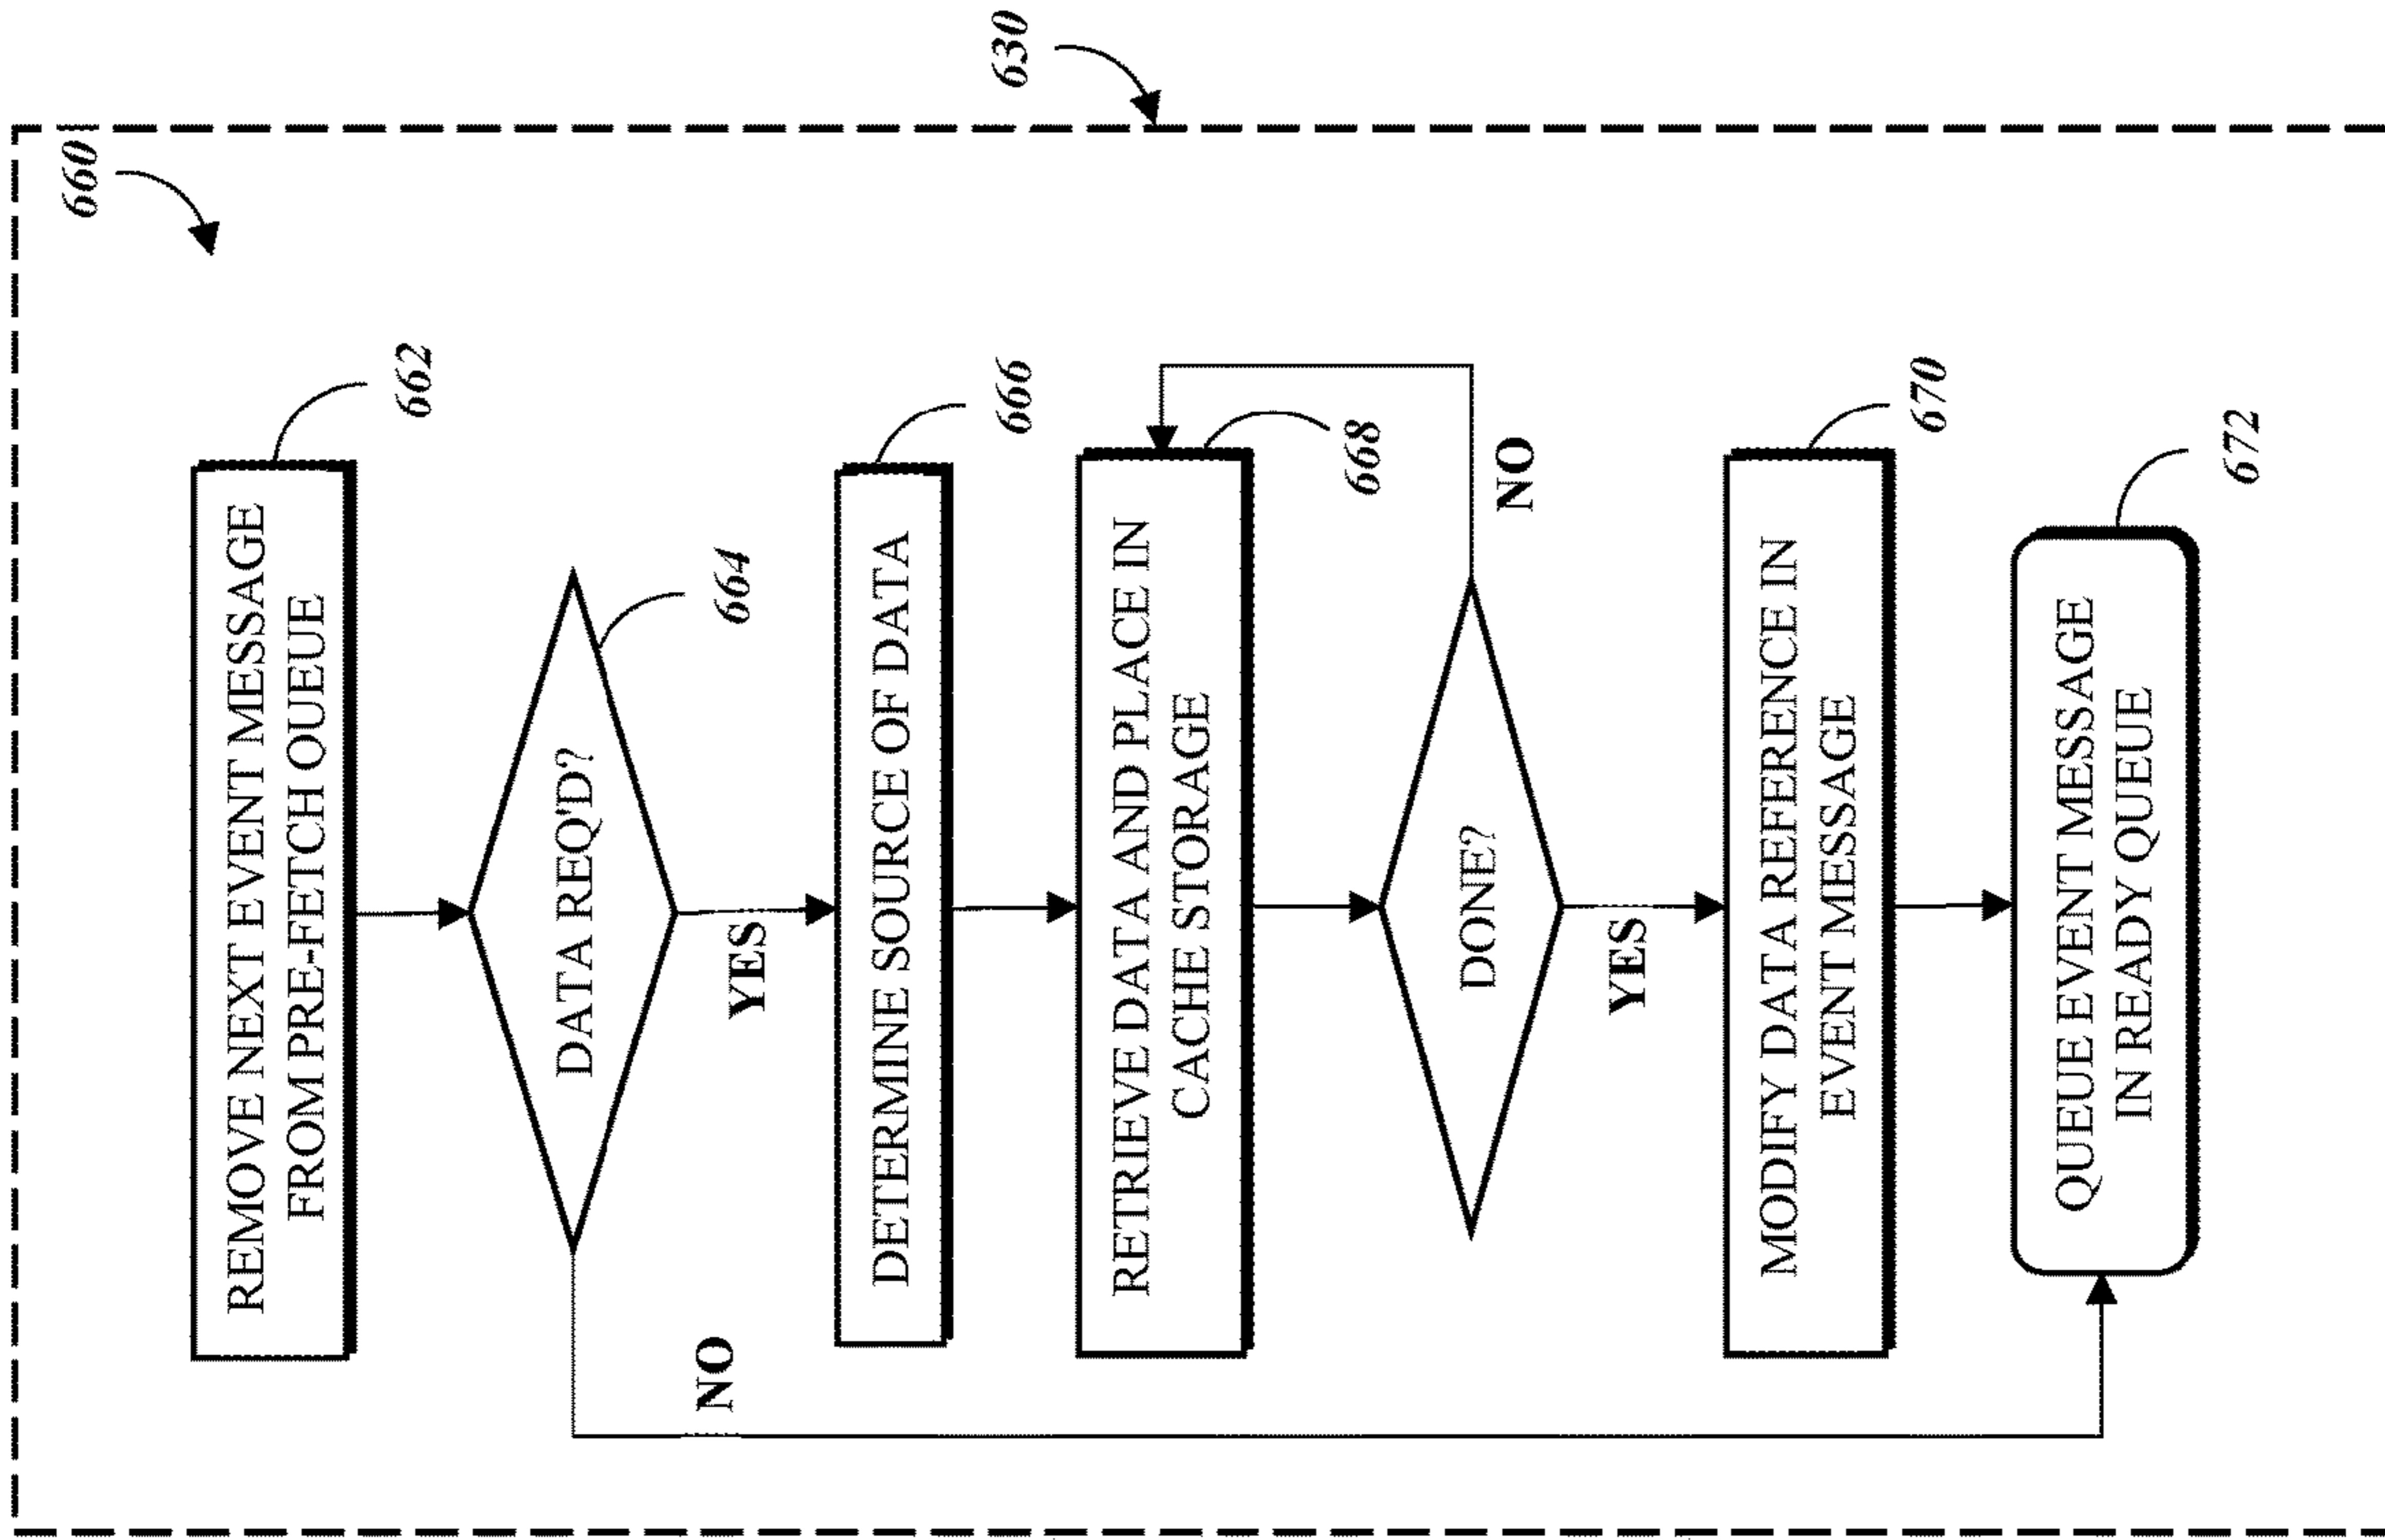 630
660
REMOVE NEXT EVENT MESSAGE
FROM PRE-FETCH QUEUE
662
DATA REQ'D?
664
YES
NO
DETERMINE SOURCE OF DATA
666
RETRIEVE DATA AND PLACE IN
CACHE STORAGE
668
DONE?
NO
YES
MODIFY DATA REFERENCE IN
EVENT MESSAGE
670
QUEUE EVENT MESSAGE
IN READY QUEUE
672